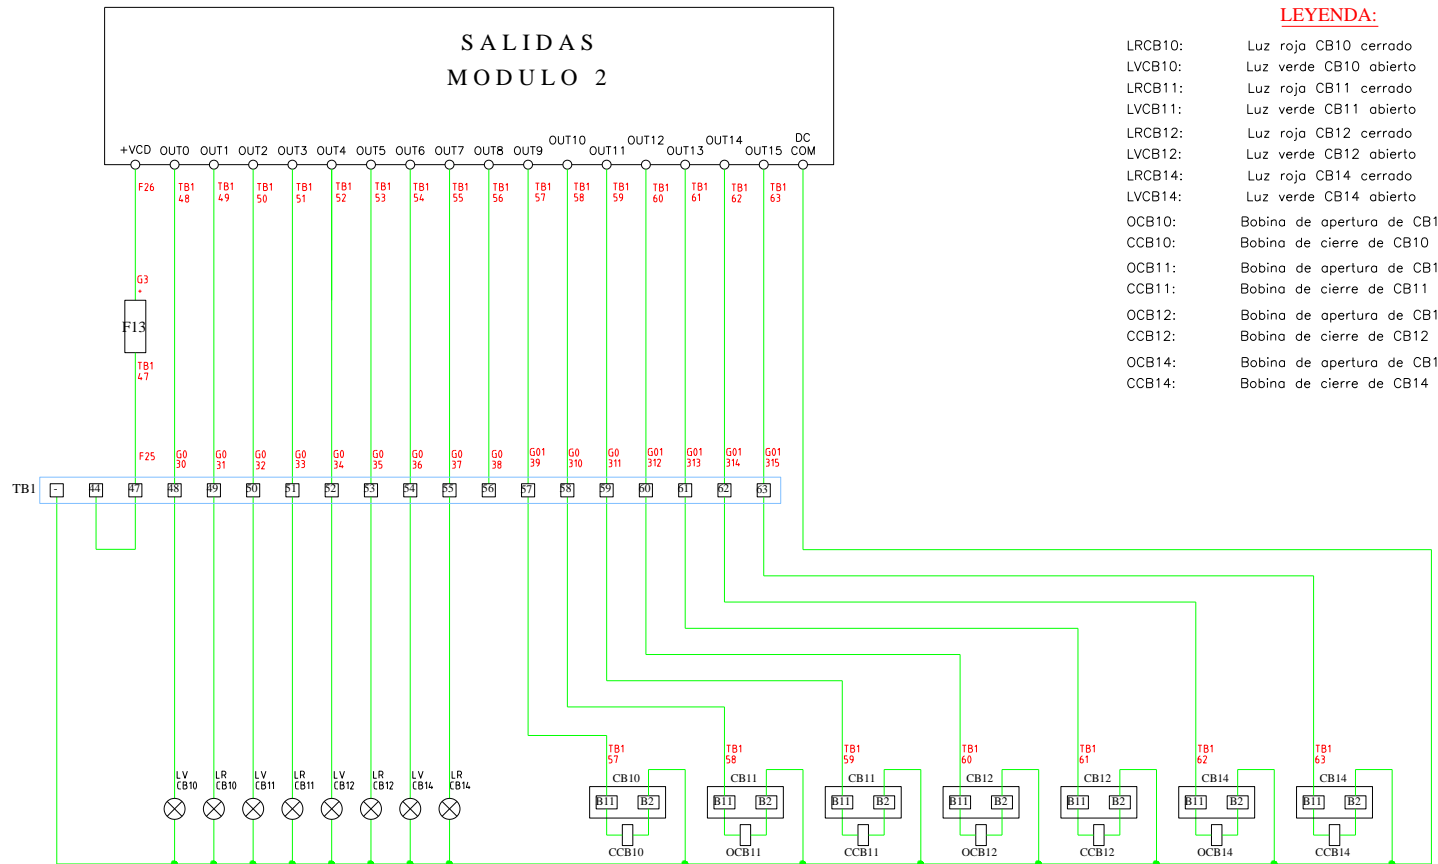 SALIDAS
MODULO 2
LEYENDA:
LRCB10: Luz roja CB10 cerrado
LVCB10: Luz verde CB10 abierto
LRCB11: Luz roja CB11 cerrado
LVCB11: Luz verde CB11 abierto
LRCB12: Luz roja CB12 cerrado
LVCB12: Luz verde CB12 abierto
LRCB14: Luz roja CB14 cerrado
LVCB14: Luz verde CB14 abierto
OCB10: Bobina de apertura de CB1
CCB10: Bobina de cierre de CB10
OCB11: Bobina de apertura de CB1
CCB11: Bobina de cierre de CB11
OCB12: Bobina de apertura de CB1
CCB12: Bobina de cierre de CB12
OCB14: Bobina de apertura de CB1
CCB14: Bobina de cierre de CB14
+VCD OUT0 OUT1 OUT2 OUT3 OUT4 OUT5 OUT6 OUT7 OUT8 OUT9 OUT10 OUT11 OUT12 OUT13 OUT14 OUT15 DC COM
F26 TB1 TB1 TB1 TB1 TB1 TB1 TB1 TB1 TB1 TB1 TB1 TB1 TB1 TB1 TB1 TB1
48 49 50 51 52 53 54 55 56 57 58 59 60 61 62 63
G3
+
F13
TB1
47
F25 G0 G0 G0 G0 G0 G0 G0 G0 G0 G01 G0 G0 G01 G01 G01 G01
30 31 32 33 34 35 36 37 38 39 310 311 312 313 314 315
TB1 - 44 47 48 49 50 51 52 53 54 55 56 57 58 59 60 61 62 63
TB1 TB1 TB1 TB1 TB1 TB1 TB1
57 58 59 60 61 62 63
LV LR LV LR LV LR LV LR
CB10 CB10 CB11 CB11 CB12 CB12 CB14 CB14
CB10 CB11 CB11 CB12 CB12 CB14 CB14
B11 B2 B11 B2 B11 B2 B11 B2 B11 B2 B11 B2 B11 B2
CCB10 OCB11 CCB11 OCB12 CCB12 OCB14 CCB14